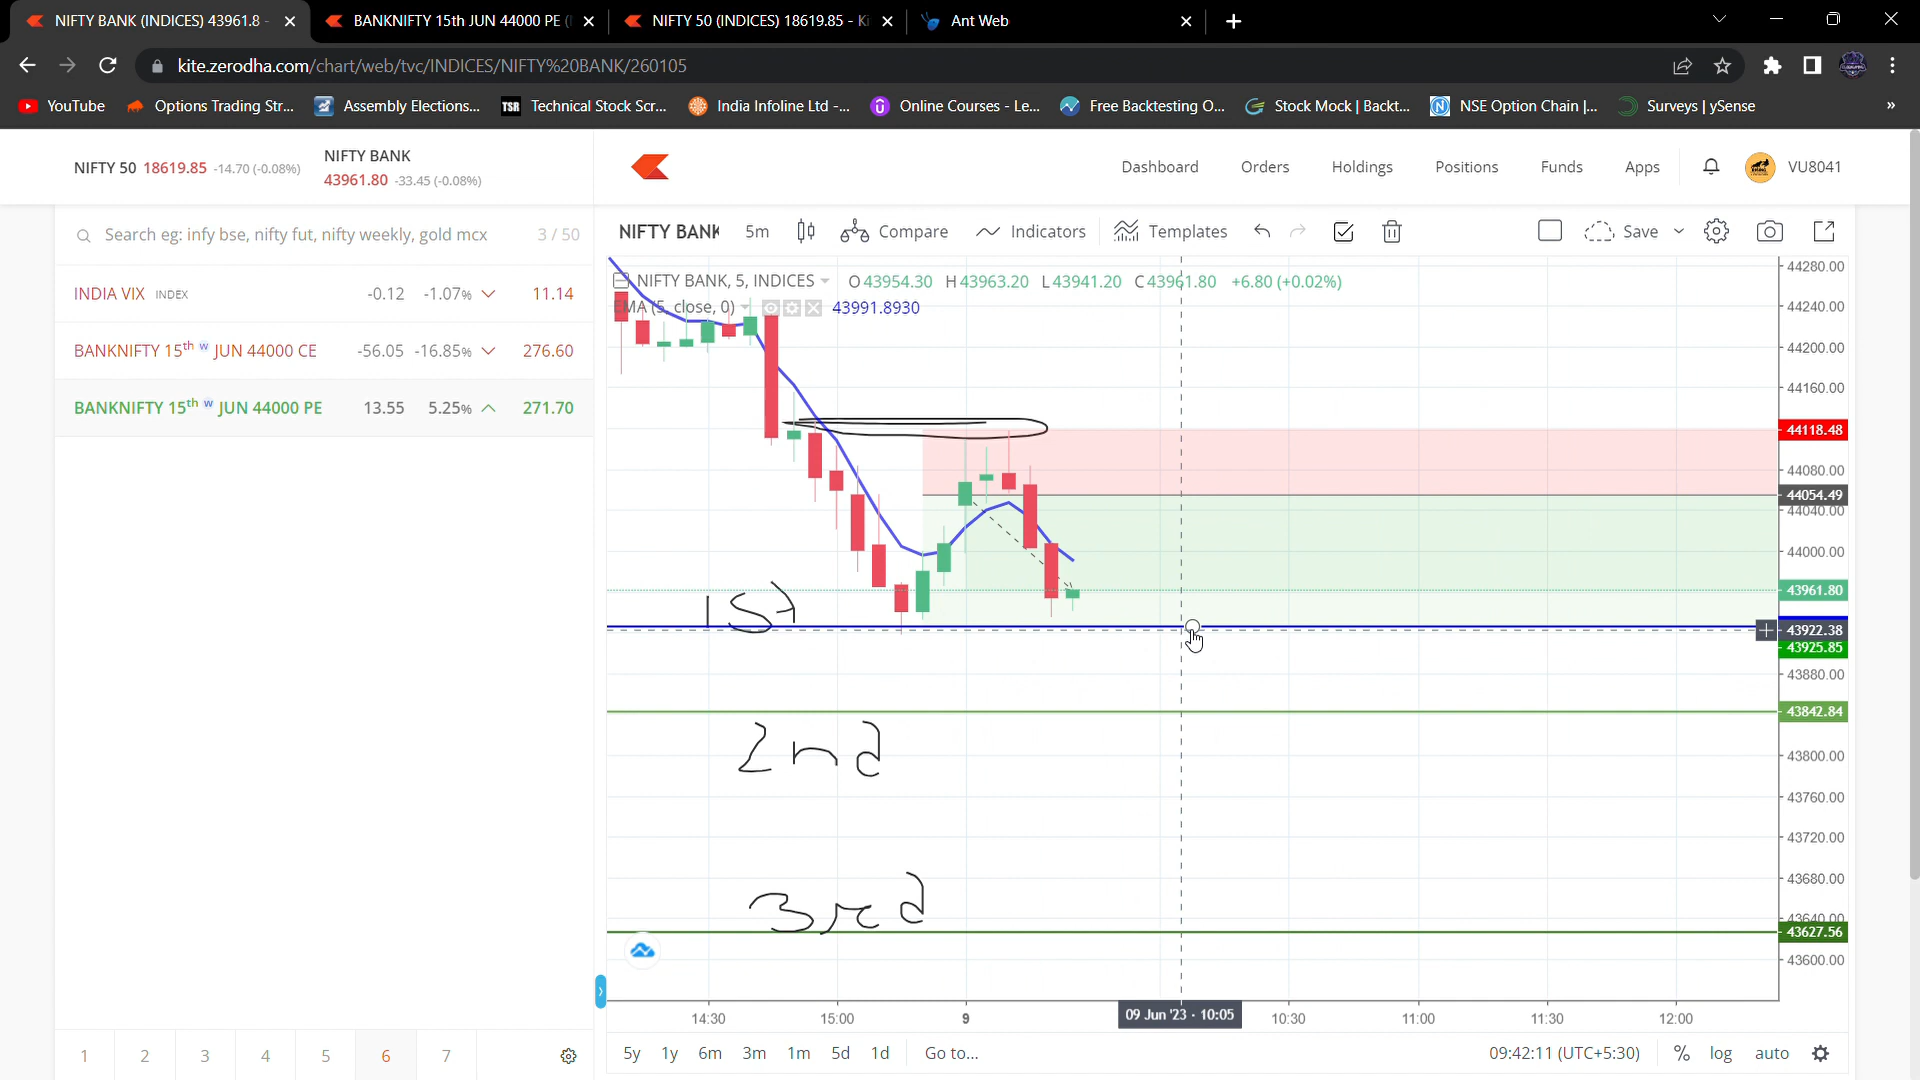 NIFTY BANK (INDICES) 43961.8 -
BANKNIFTY 15th JUN 44000 PE (
NIFTY 50 (INDICES) 18619.85 - Ki
Ant Web
kite.zerodha.com/chart/web/tvc/INDICES/NIFTY%20BANK/260105
YouTube
Options Trading Str...
Assembly Elections...
TSR
Technical Stock Scr...
India Infoline Ltd -...
Online Courses - Le...
Free Backtesting O...
Stock Mock | Backt...
NSE Option Chain |...
Surveys | ySense
»
NIFTY 50 18619.85 -14.70 (-0.08%)
NIFTY BANK
43961.80 -33.45 (-0.08%)
Dashboard
Orders
Holdings
Positions
Funds
Apps
VU8041
Search eg: infy bse, nifty fut, nifty weekly, gold mcx
3 / 50
INDIA VIX INDEX -0.12 -1.07% 11.14
BANKNIFTY 15th w JUN 44000 CE -56.05 -16.85% 276.60
BANKNIFTY 15th w JUN 44000 PE 13.55 5.25% 271.70
NIFTY BANK
5m
Compare
Indicators
Templates
Save
NIFTY BANK, 5, INDICES O43954.30 H43963.20 L43941.20 C43961.80 +6.80 (+0.02%)
EMA (5, close, 0) 43991.8930
44280.00
44240.00
44200.00
44160.00
44118.48
44080.00
44054.49
44040.00
44000.00
43961.80
43922.38
43925.85
43880.00
43842.84
43800.00
43760.00
43720.00
43680.00
43640.00
43627.56
43600.00
1st
2nd
3rd
14:30
15:00
9
09 Jun '23 · 10:05
10:30
11:00
11:30
12:00
5y 1y 6m 3m 1m 5d 1d Go to...
09:42:11 (UTC+5:30) % log auto
1 2 3 4 5 6 7